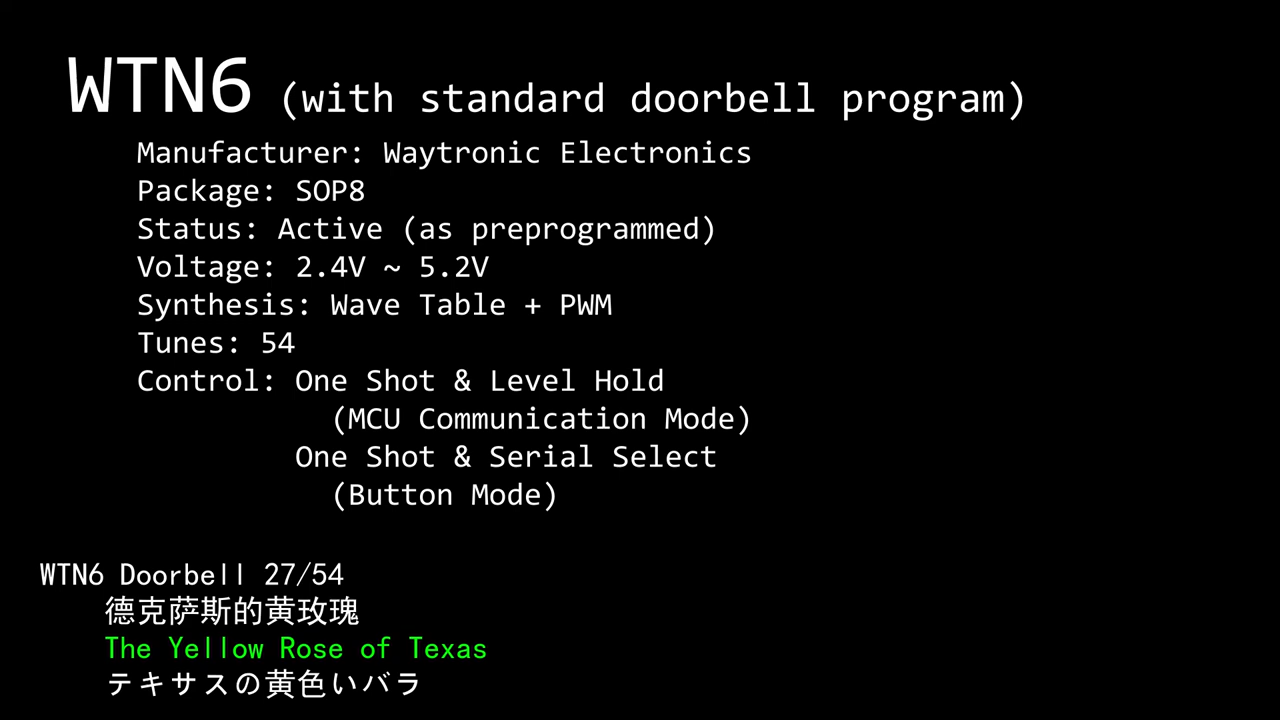 WTN6 (with standard doorbell program)
Manufacturer: Waytronic Electronics
Package: SOP8
Status: Active (as preprogrammed)
Voltage: 2.4V ~ 5.2V
Synthesis: Wave Table + PWM
Tunes: 54
Control: One Shot & Level Hold
(MCU Communication Mode)
One Shot & Serial Select
(Button Mode)
WTN6 Doorbell 27/54
德克萨斯的黄玫瑰
The Yellow Rose of Texas
テキサスの黄色いバラ